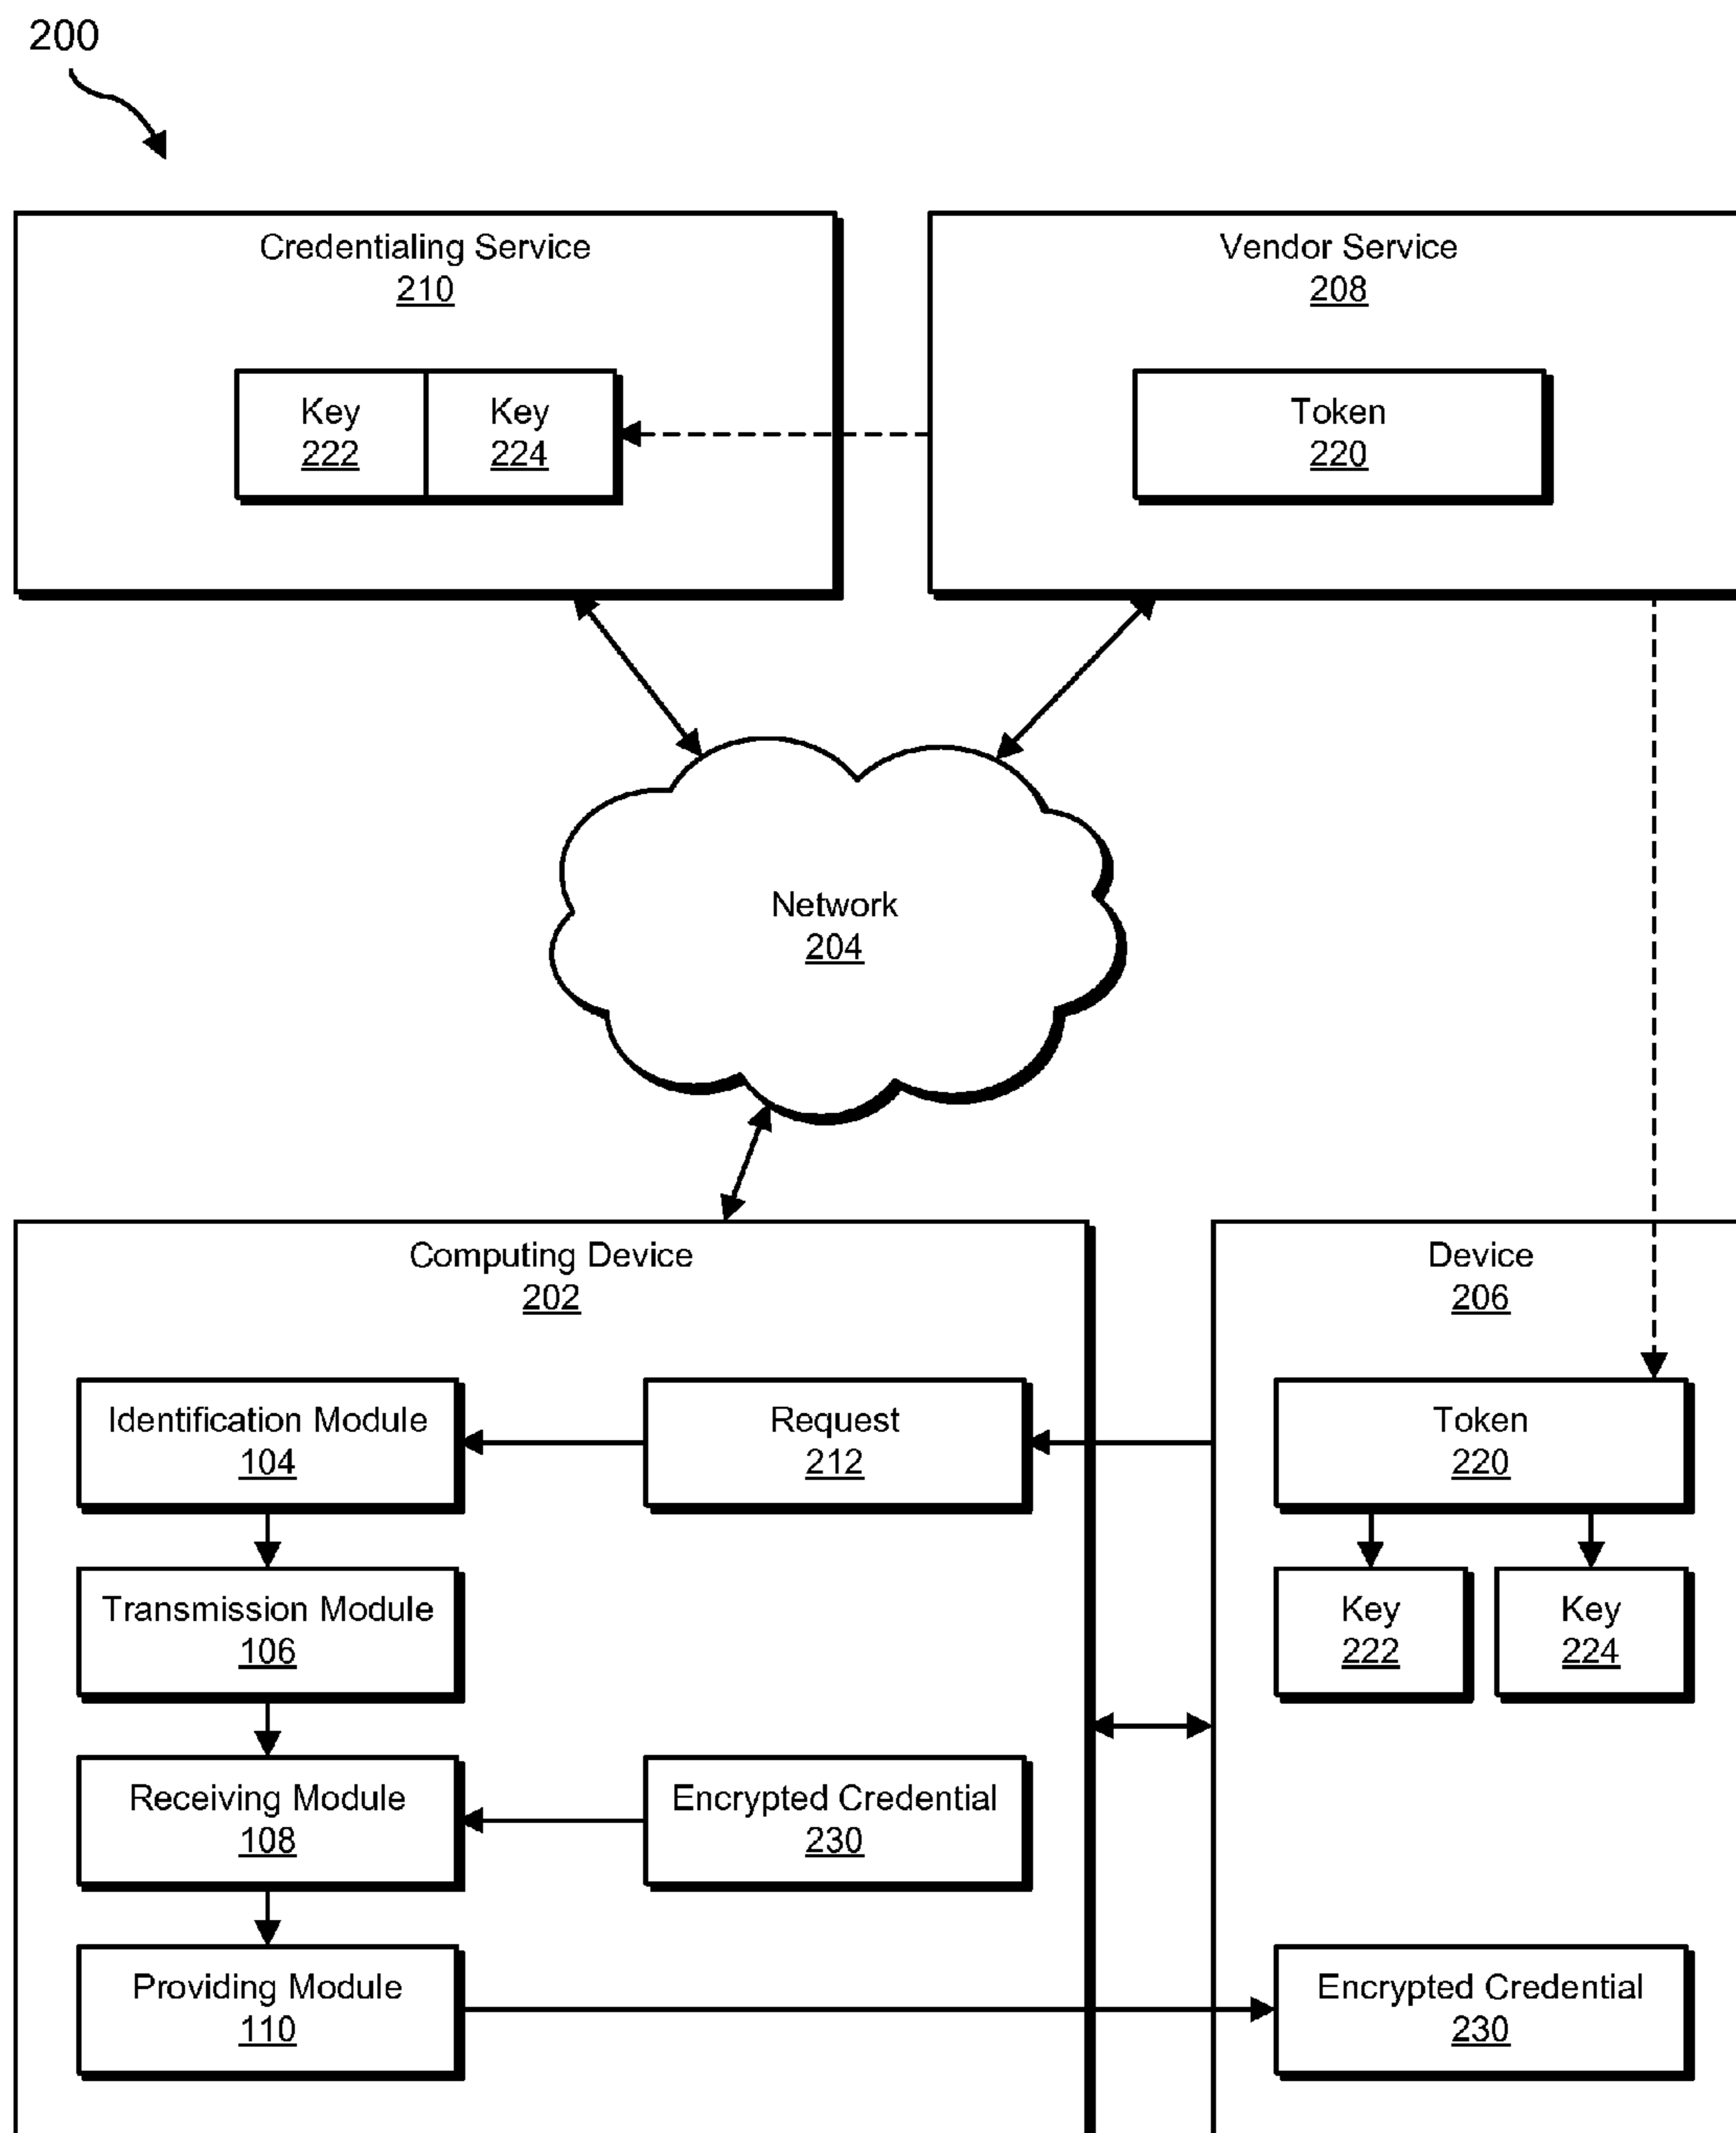 200
Credentialing Service
210
Key
222
Key
224
Vendor Service
208
Token
220
Network
204
Computing Device
202
Identification Module
104
Request
212
Transmission Module
106
Receiving Module
108
Encrypted Credential
230
Providing Module
110
Device
206
Token
220
Key
222
Key
224
Encrypted Credential
230